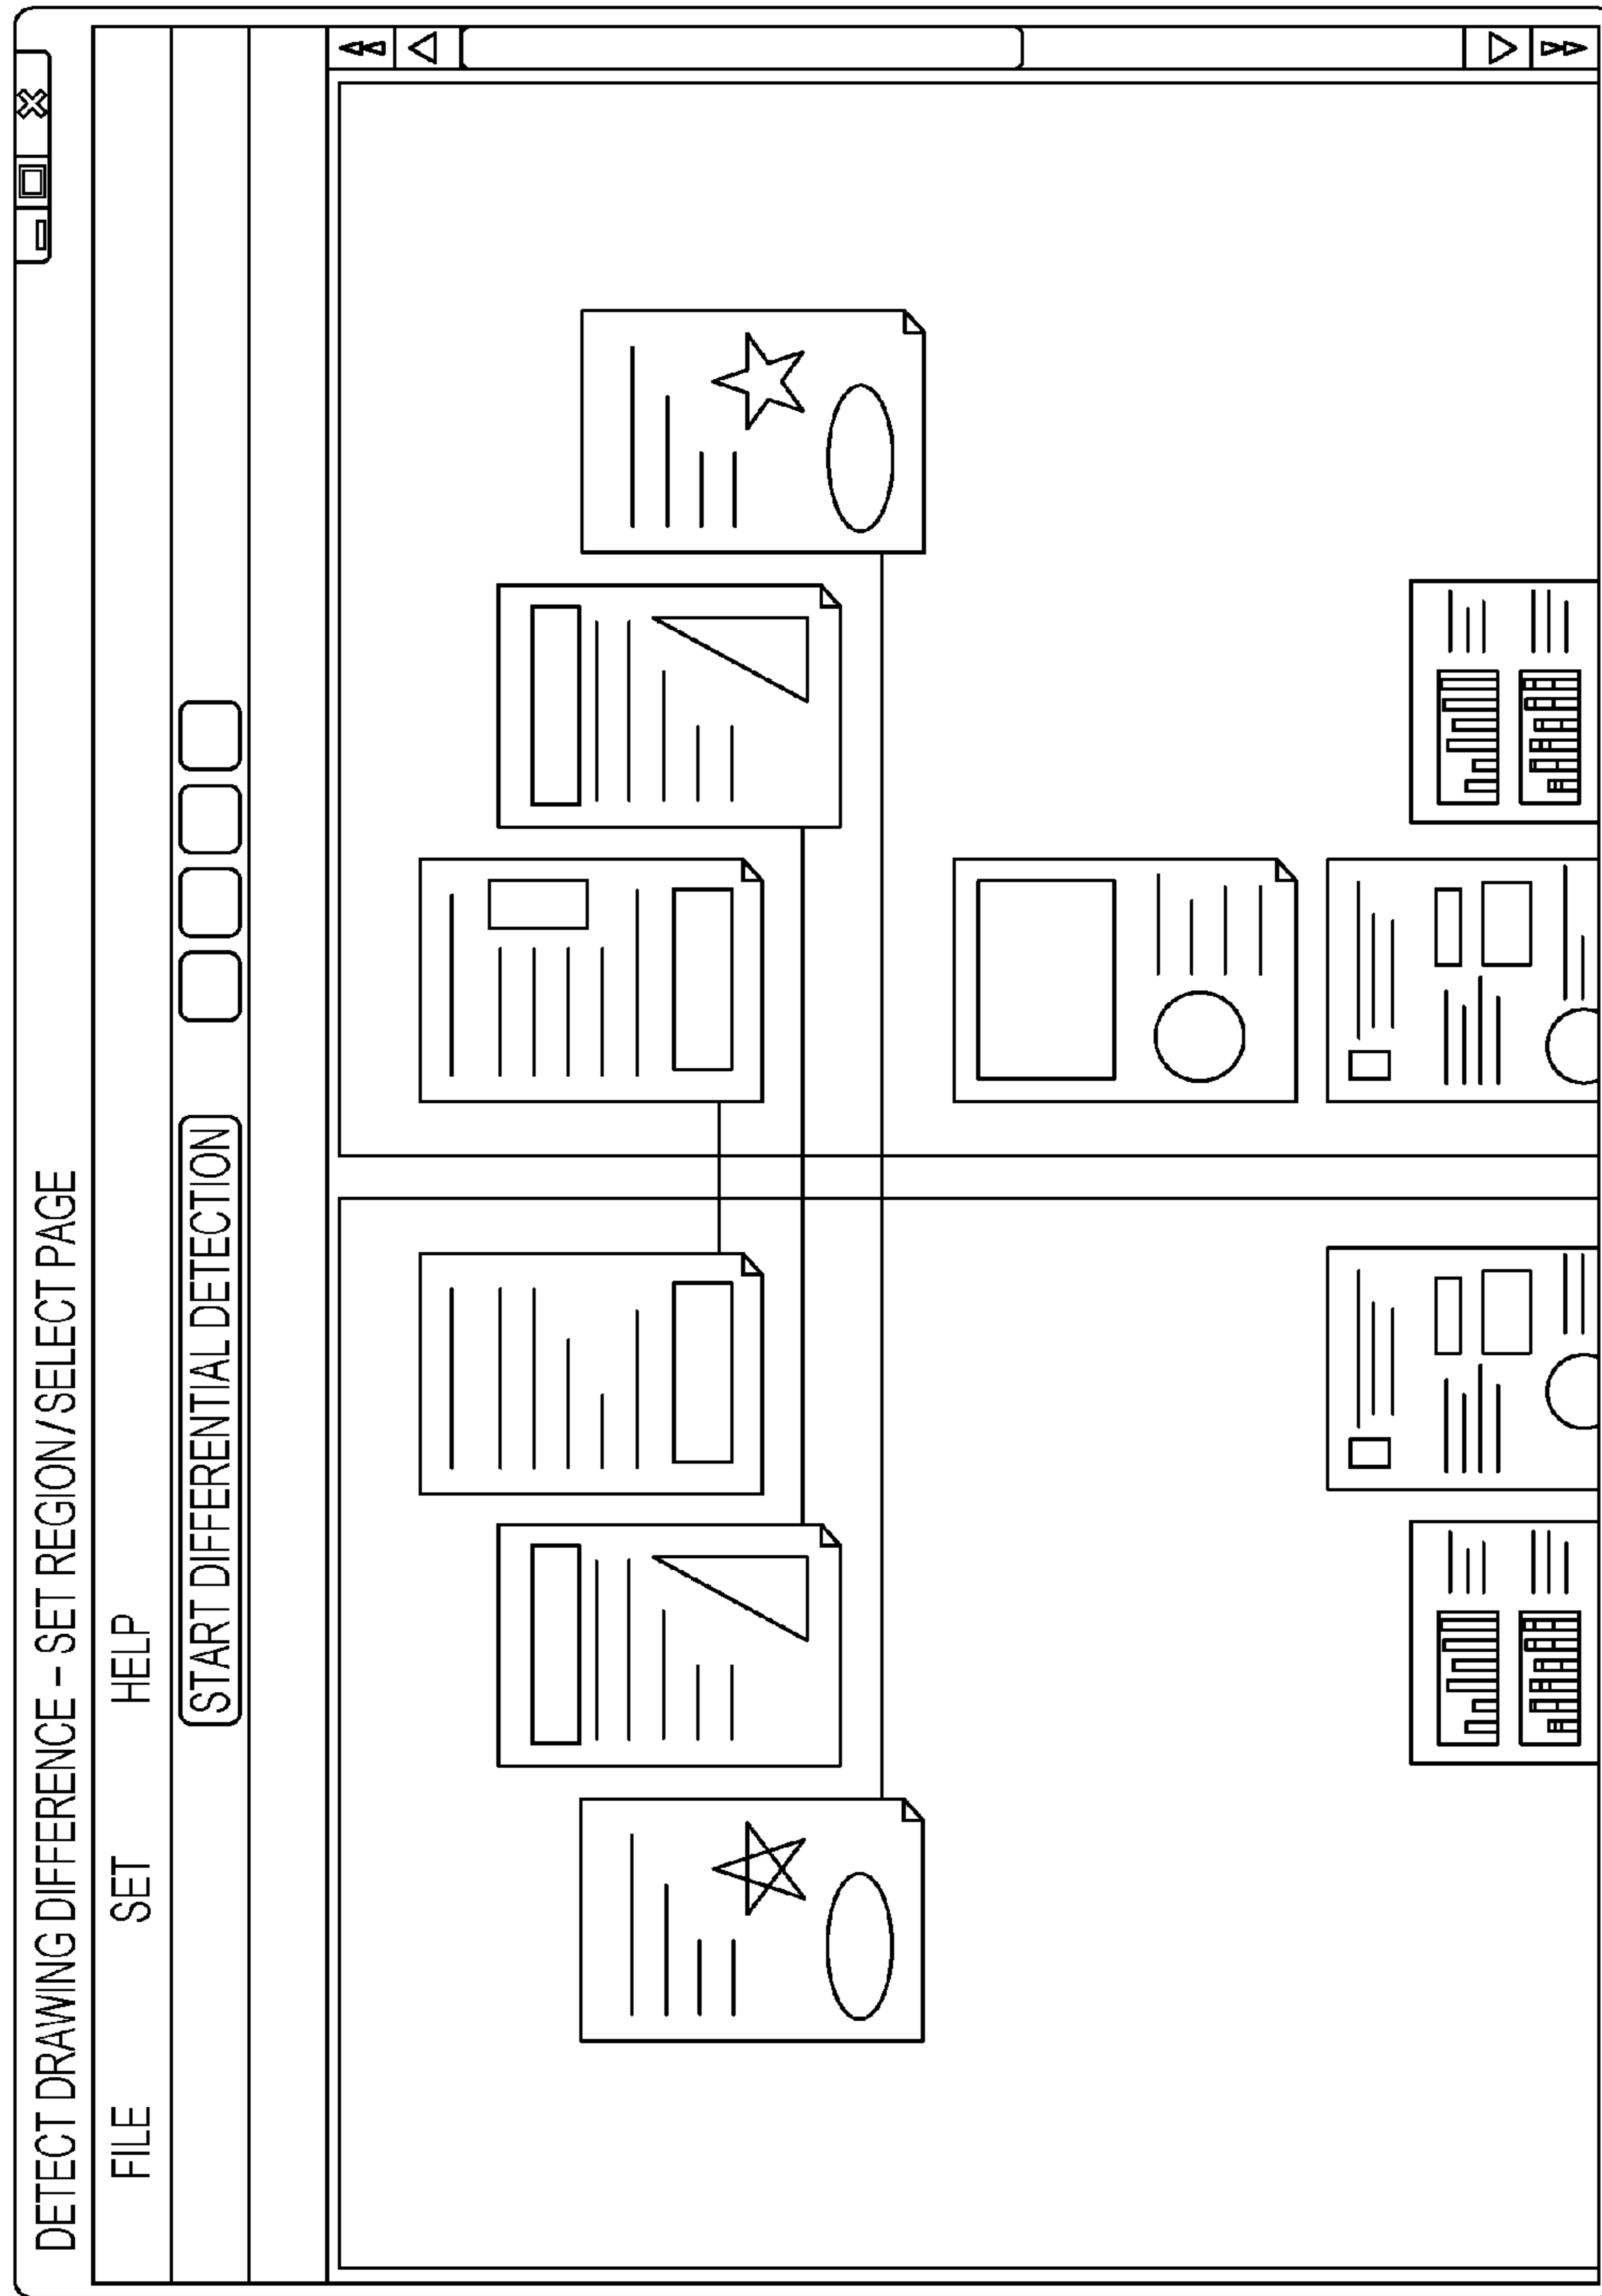 DETECT DRAWING DIFFERENCE – SET REGION/SELECT PAGE
FILE SET HELP
START DIFFERENTIAL DETECTION